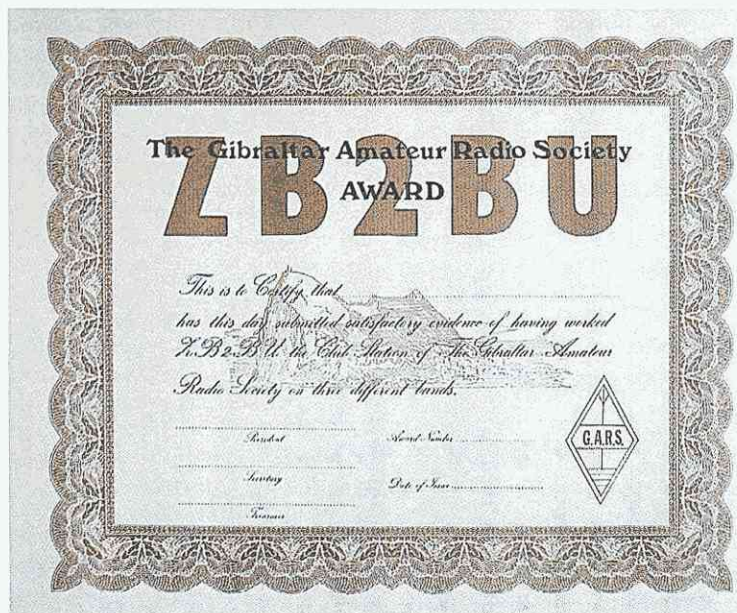 The Gibraltar Amateur Radio Society
ZB2BU
AWARD
This is to Certify that
has this day submitted satisfactory evidence of having worked
ZB2BU the Club Station of The Gibraltar Amateur
Radio Society on three different bands.
President
Award Number
Secretary
Date of Issue
Treasurer
G.A.R.S.